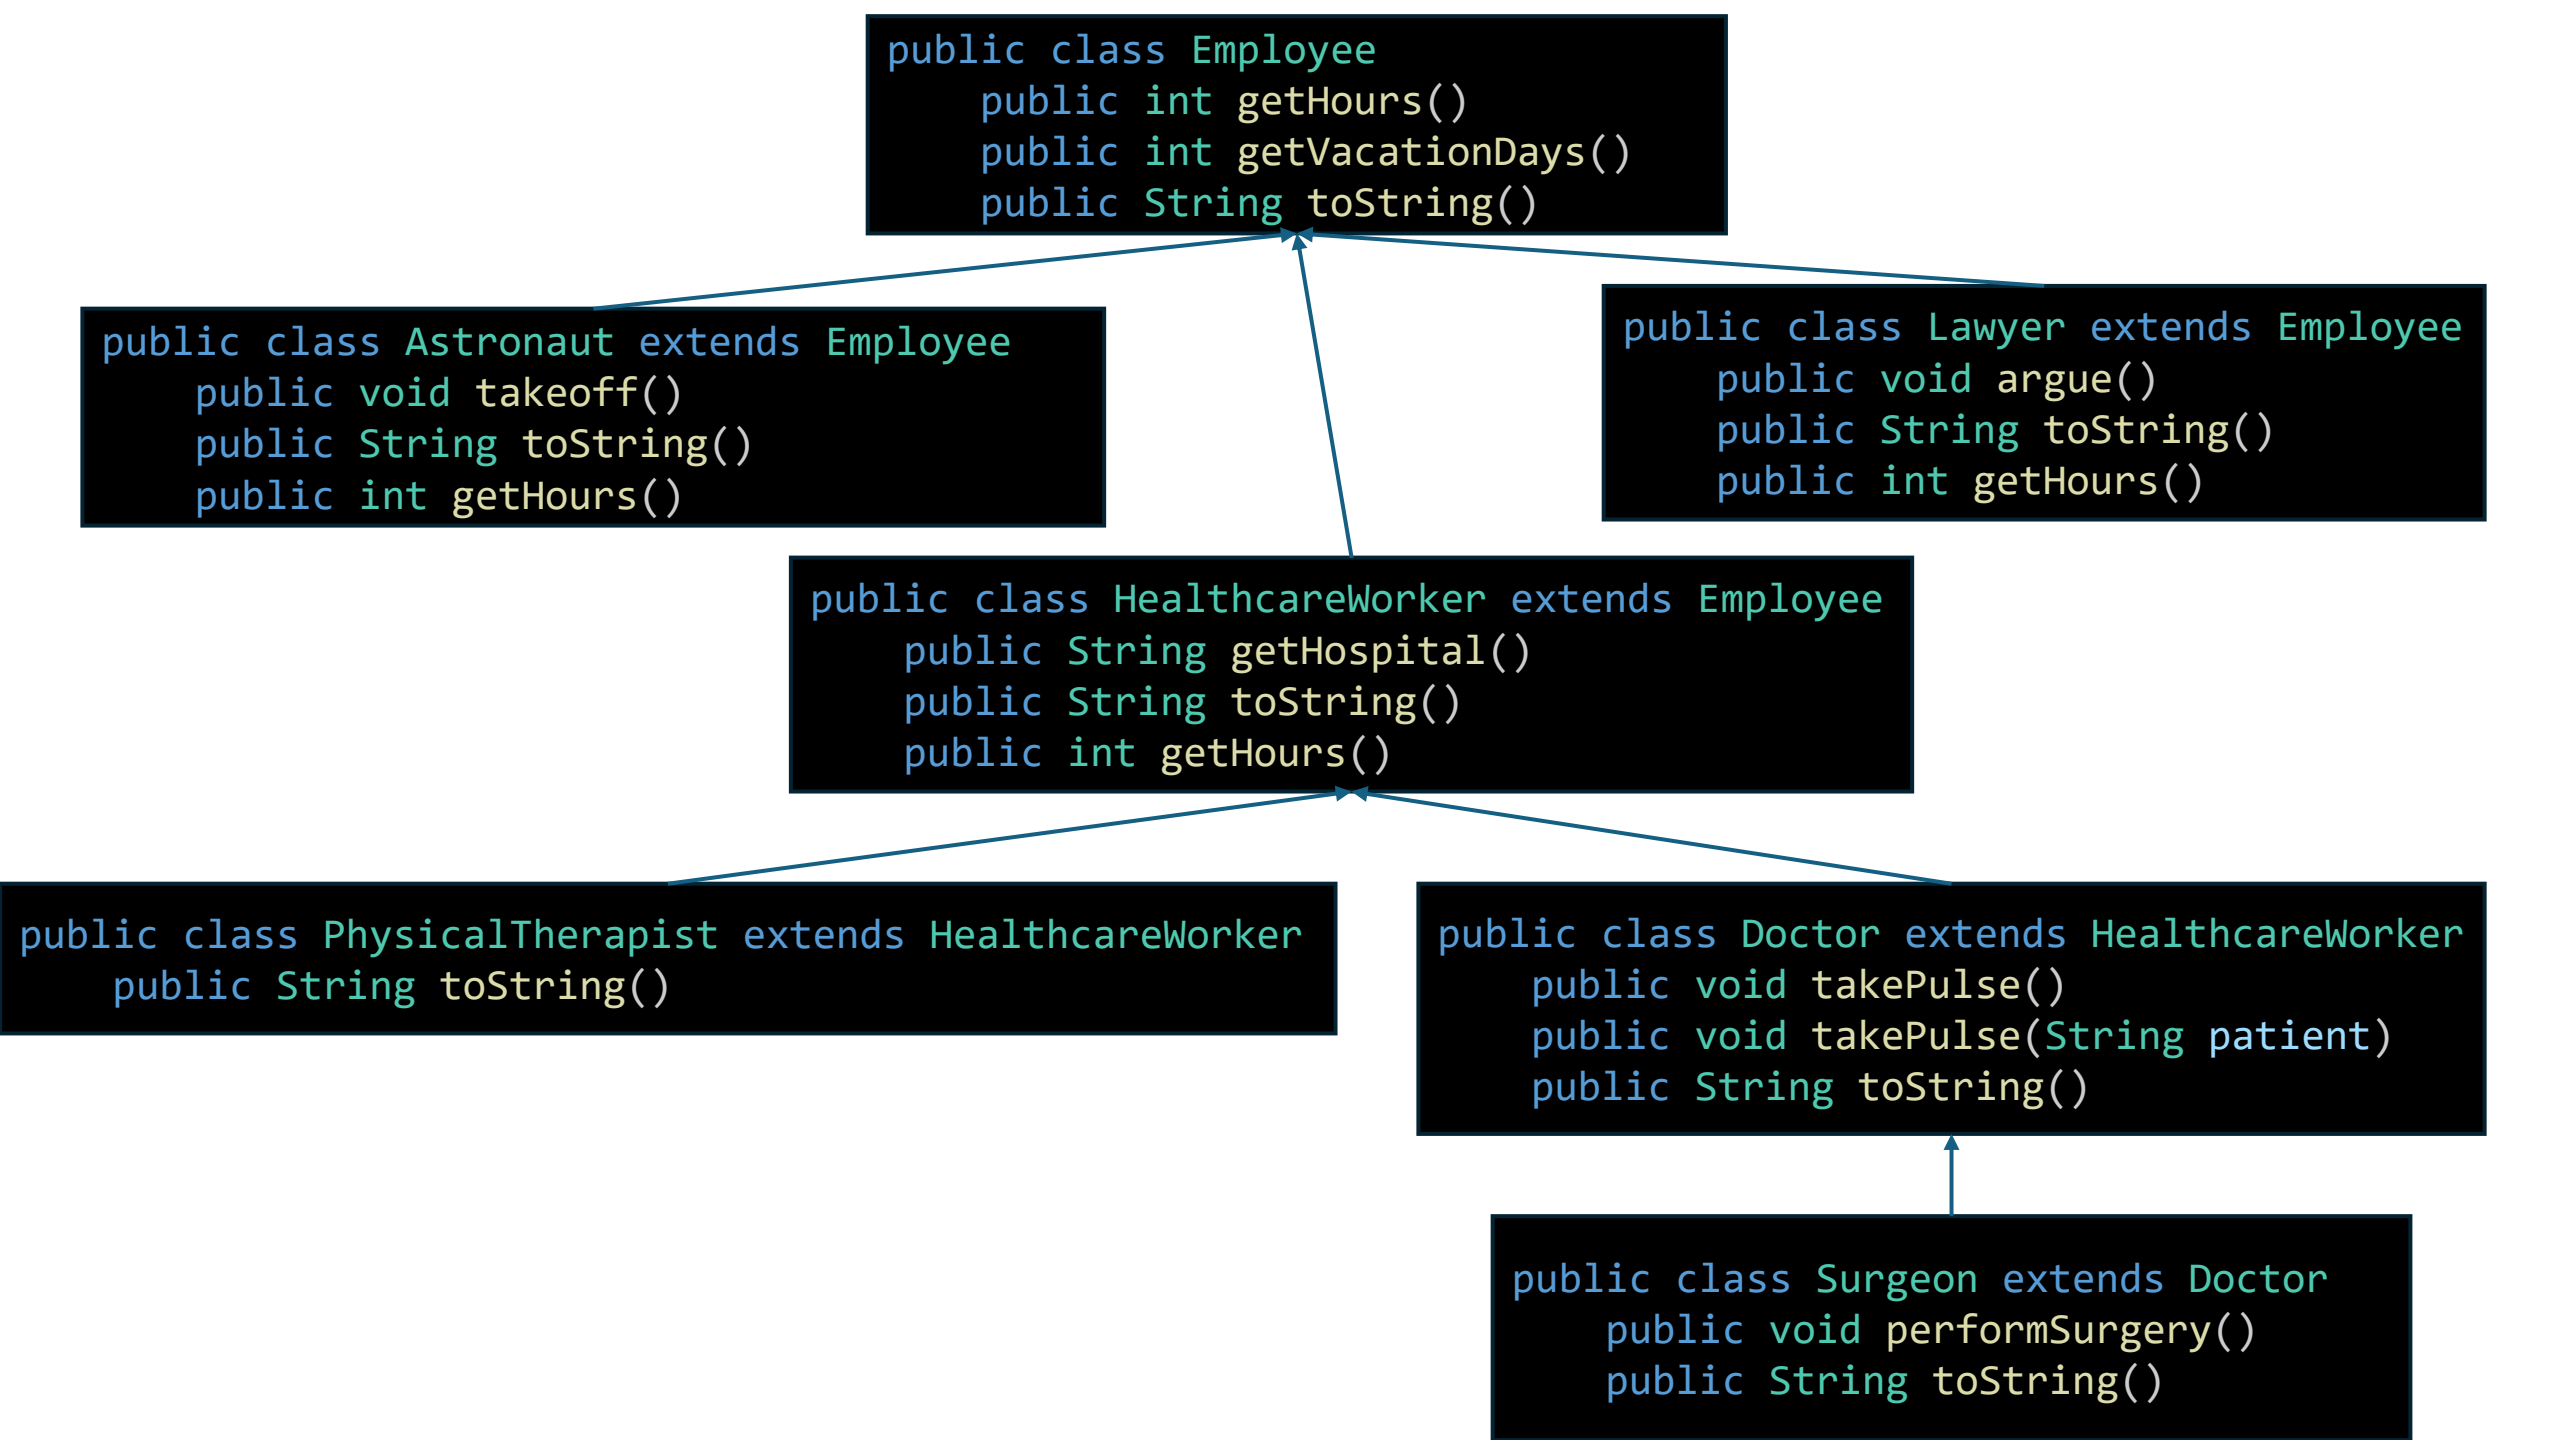 public class Employee
    public int getHours()
    public int getVacationDays()
    public String toString()
public class Astronaut extends Employee
    public void takeoff()
    public String toString()
    public int getHours()
public class Lawyer extends Employee
    public void argue()
    public String toString()
    public int getHours()
public class HealthcareWorker extends Employee
    public String getHospital()
    public String toString()
    public int getHours()
public class PhysicalTherapist extends HealthcareWorker
    public String toString()
public class Doctor extends HealthcareWorker
    public void takePulse()
    public void takePulse(String patient)
    public String toString()
public class Surgeon extends Doctor
    public void performSurgery()
    public String toString()